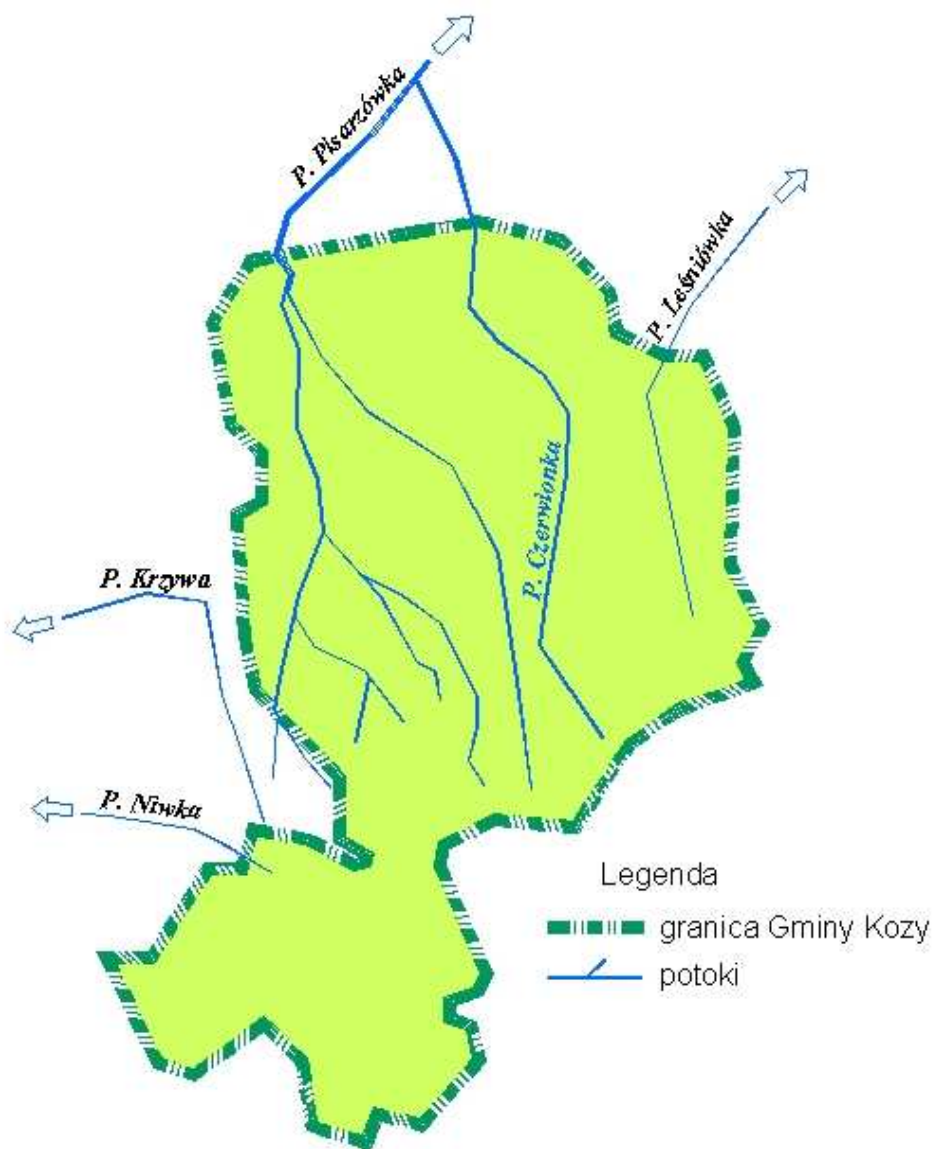 P. Pisarzówka
P. Leśniówka
P. Czerwionka
P. Krzywa
P. Niwka
Legenda
granica Gminy Kozy
potoki